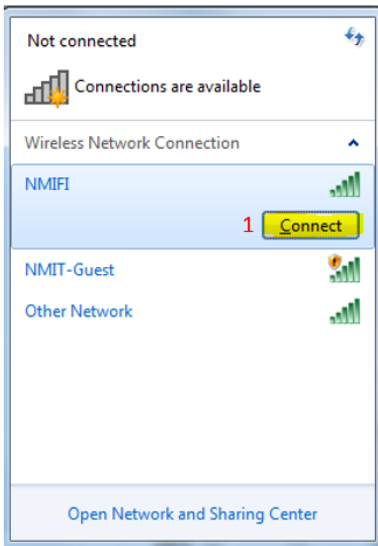 Not connected
Connections are available
Wireless Network Connection
NMIFI
1 Connect
NMIT-Guest
Other Network
Open Network and Sharing Center